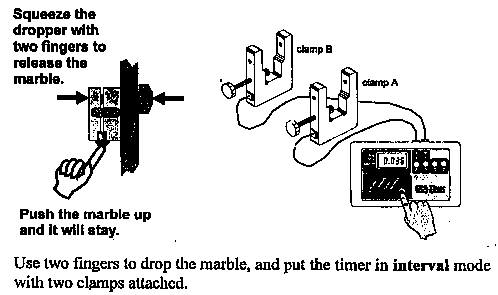 Squeeze the
dropper with
two fingers to
release the
marble.
clamp B
clamp A
0.035
Push the marble up
and it will stay.
Use two fingers to drop the marble, and put the timer in interval mode
with two clamps attached.